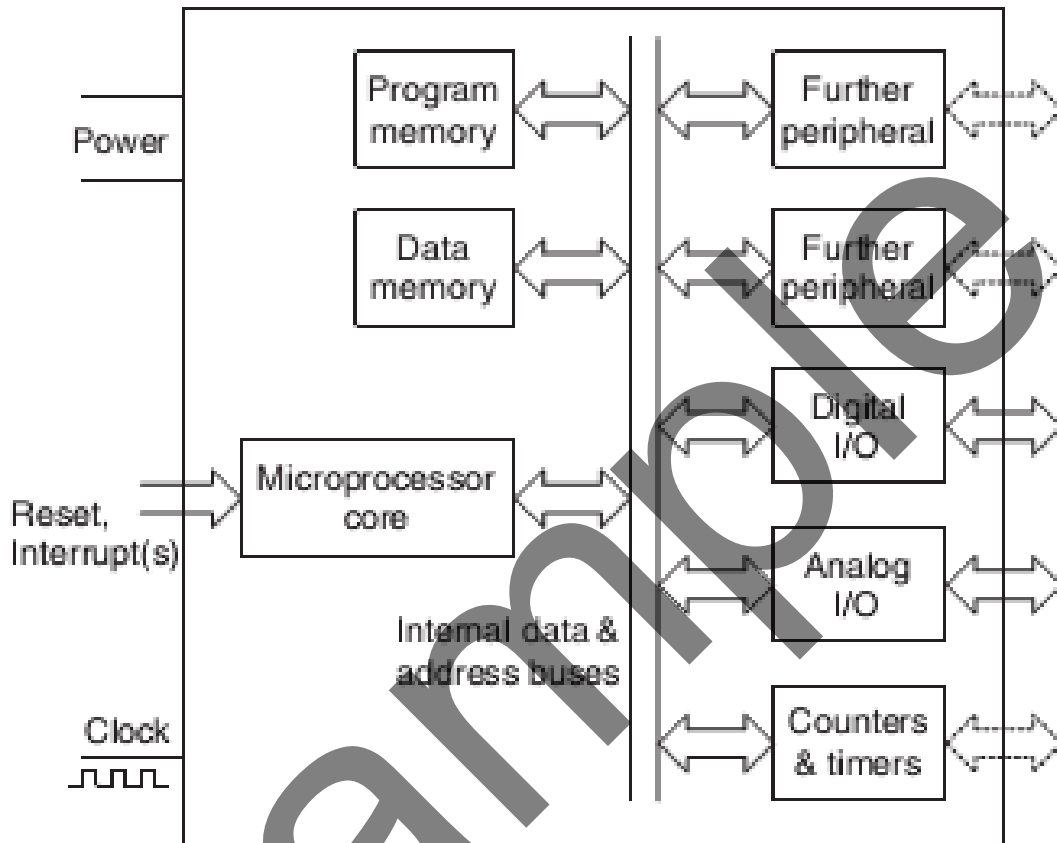 Program
memory
Further
peripheral
Power
Data
memory
Further
peripheral
Digital
I/O
Microprocessor
core
Reset,
Interrupt(s)
Analog
I/O
Internal data &
address buses
Clock
Counters
& timers
ample